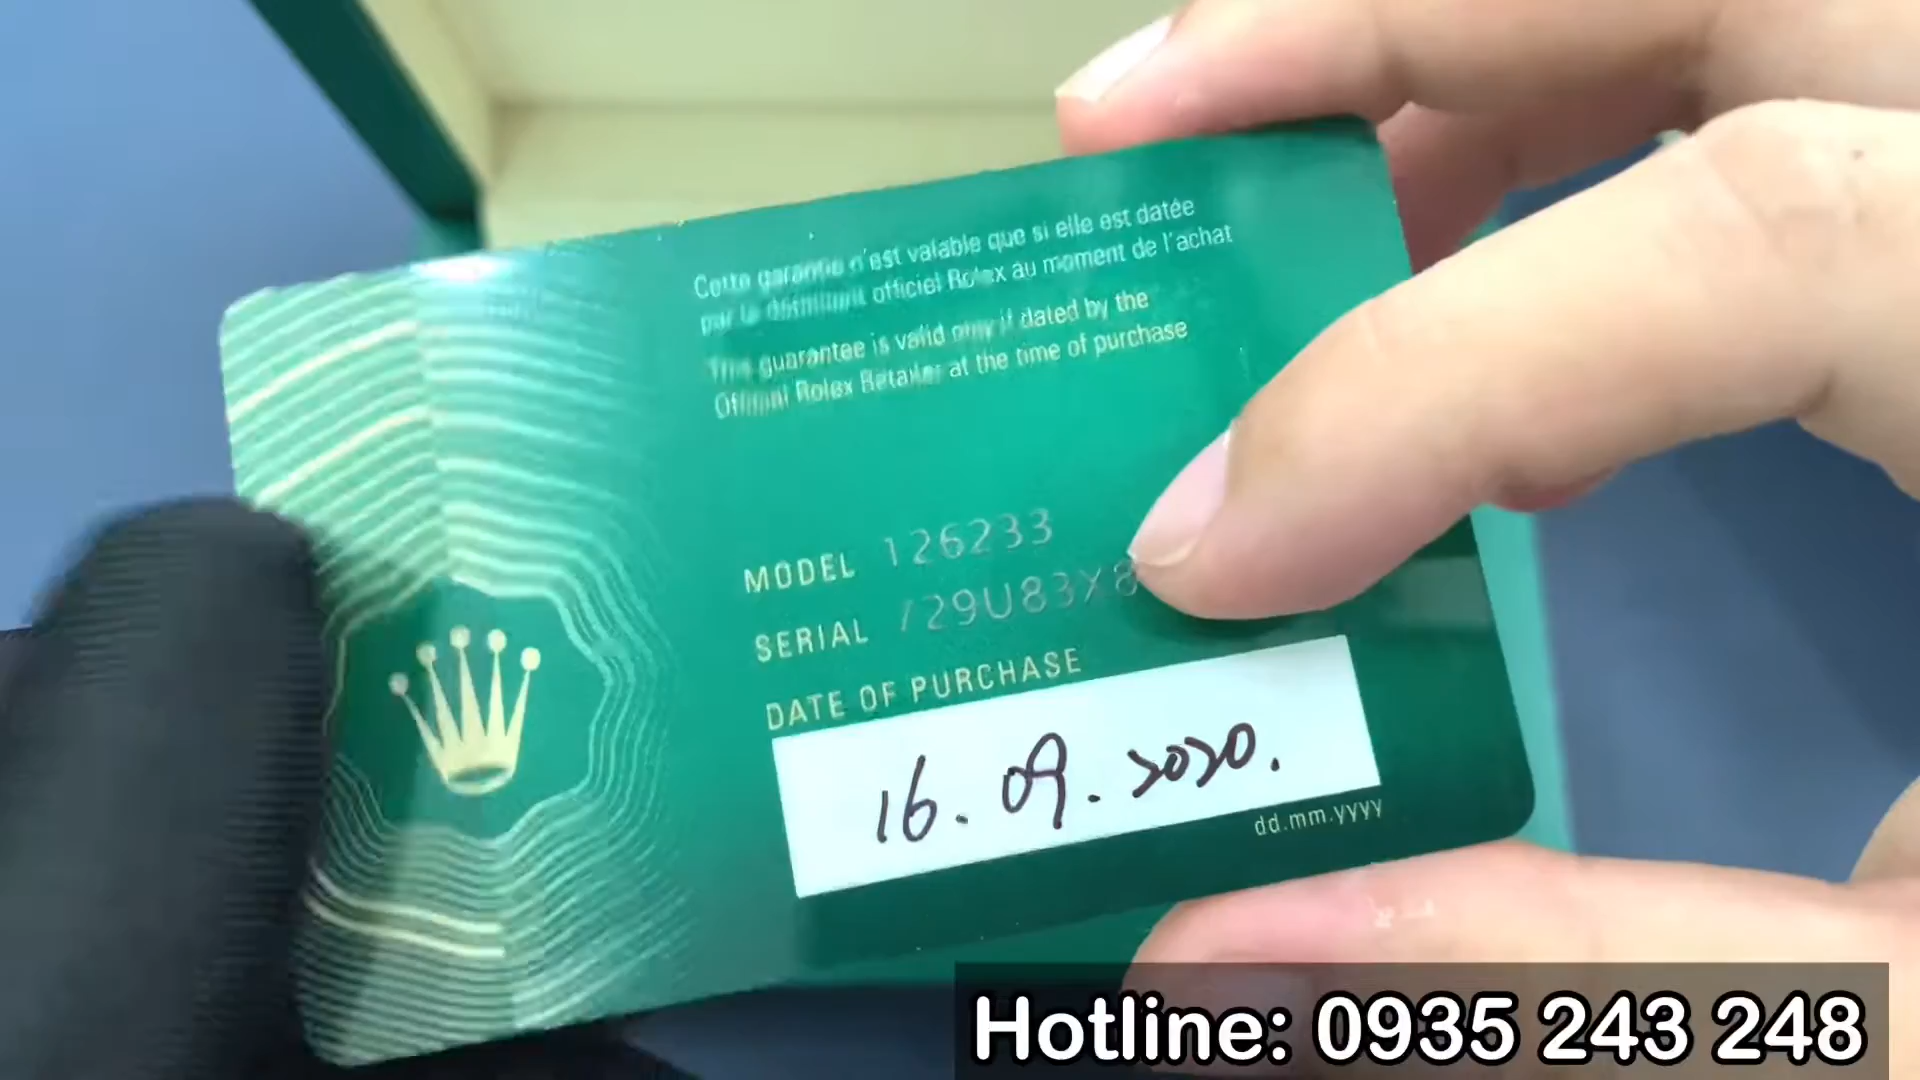 Cette garantie n'est valable que si elle est datée
par le détaillant officiel Rolex au moment de l'achat
This guarantee is valid only if dated by the
Official Rolex Retailer at the time of purchase
MODEL 126233
SERIAL 729U83X8
DATE OF PURCHASE
16.09.2020.
dd.mm.yyyy
Hotline: 0935 243 248